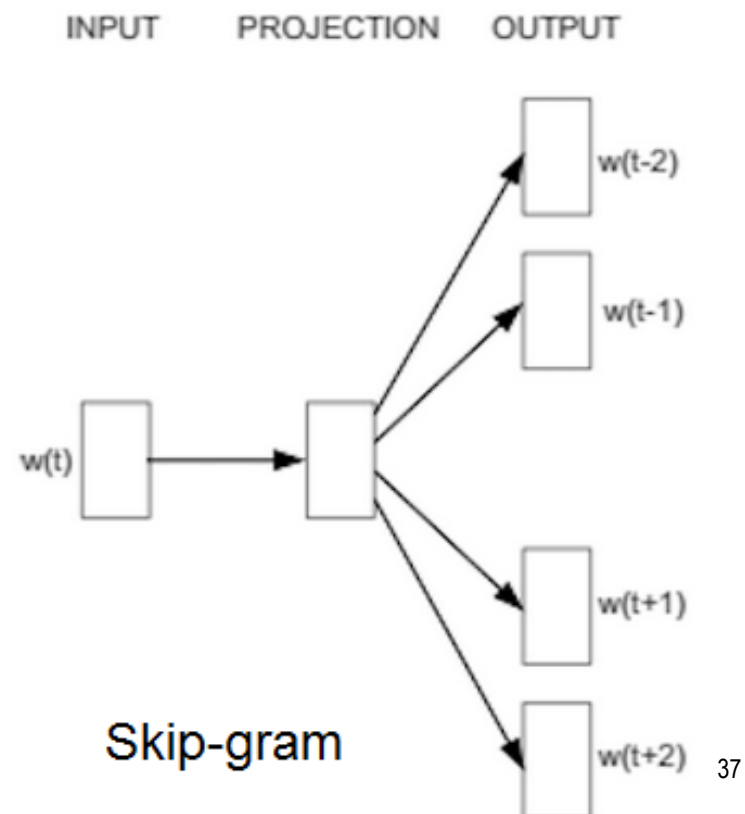 INPUT PROJECTION OUTPUT
w(t-2)
w(t-1)
w(t)
w(t+1)
Skip-gram
w(t+2)
37